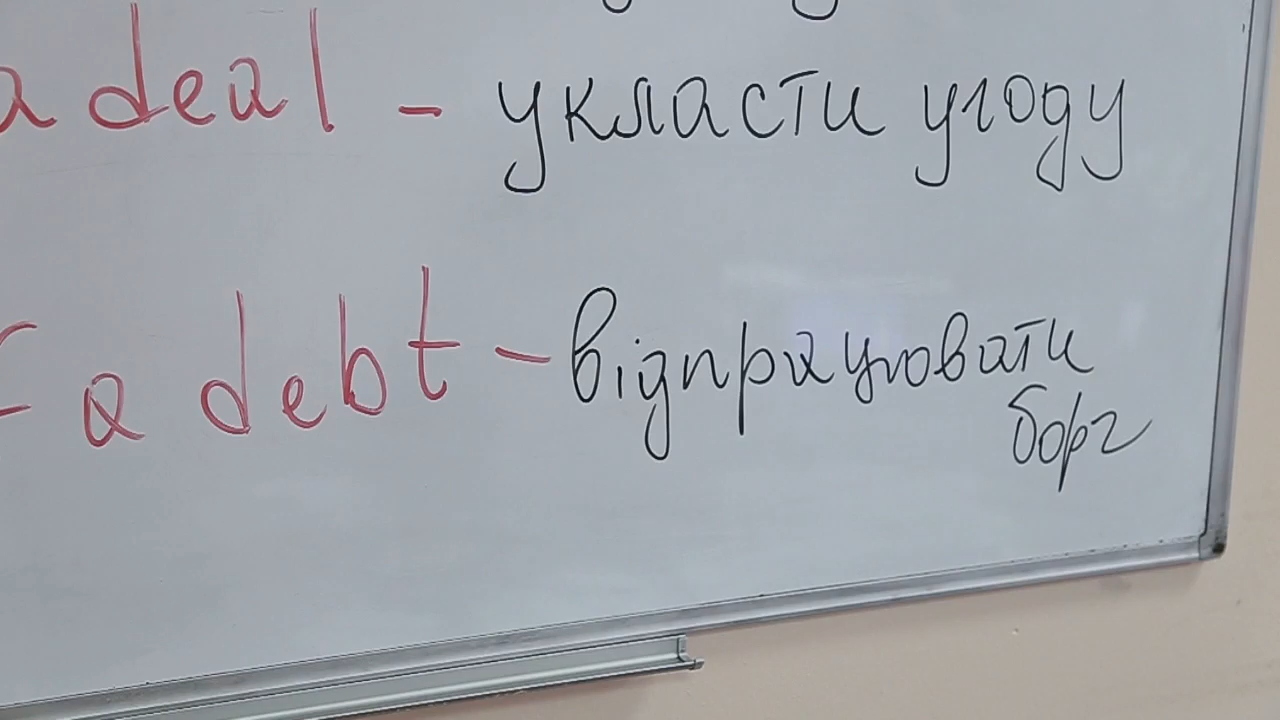 a deal - укласти угоду
a debt - відпрацювати
борг